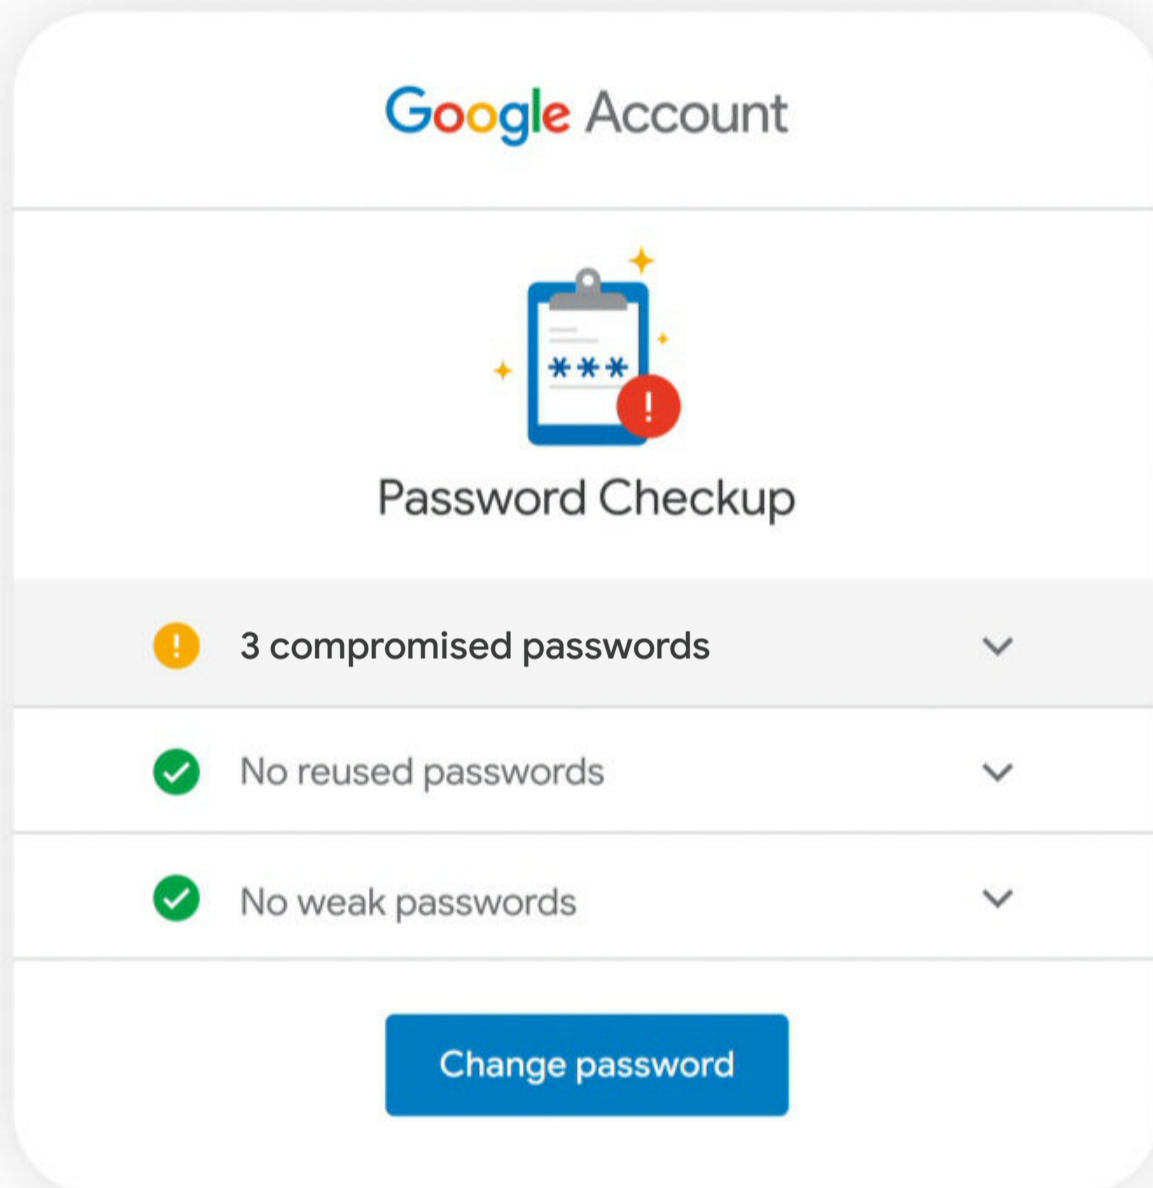 Google Account
***
Password Checkup
3 compromised passwords
No reused passwords
No weak passwords
Change password